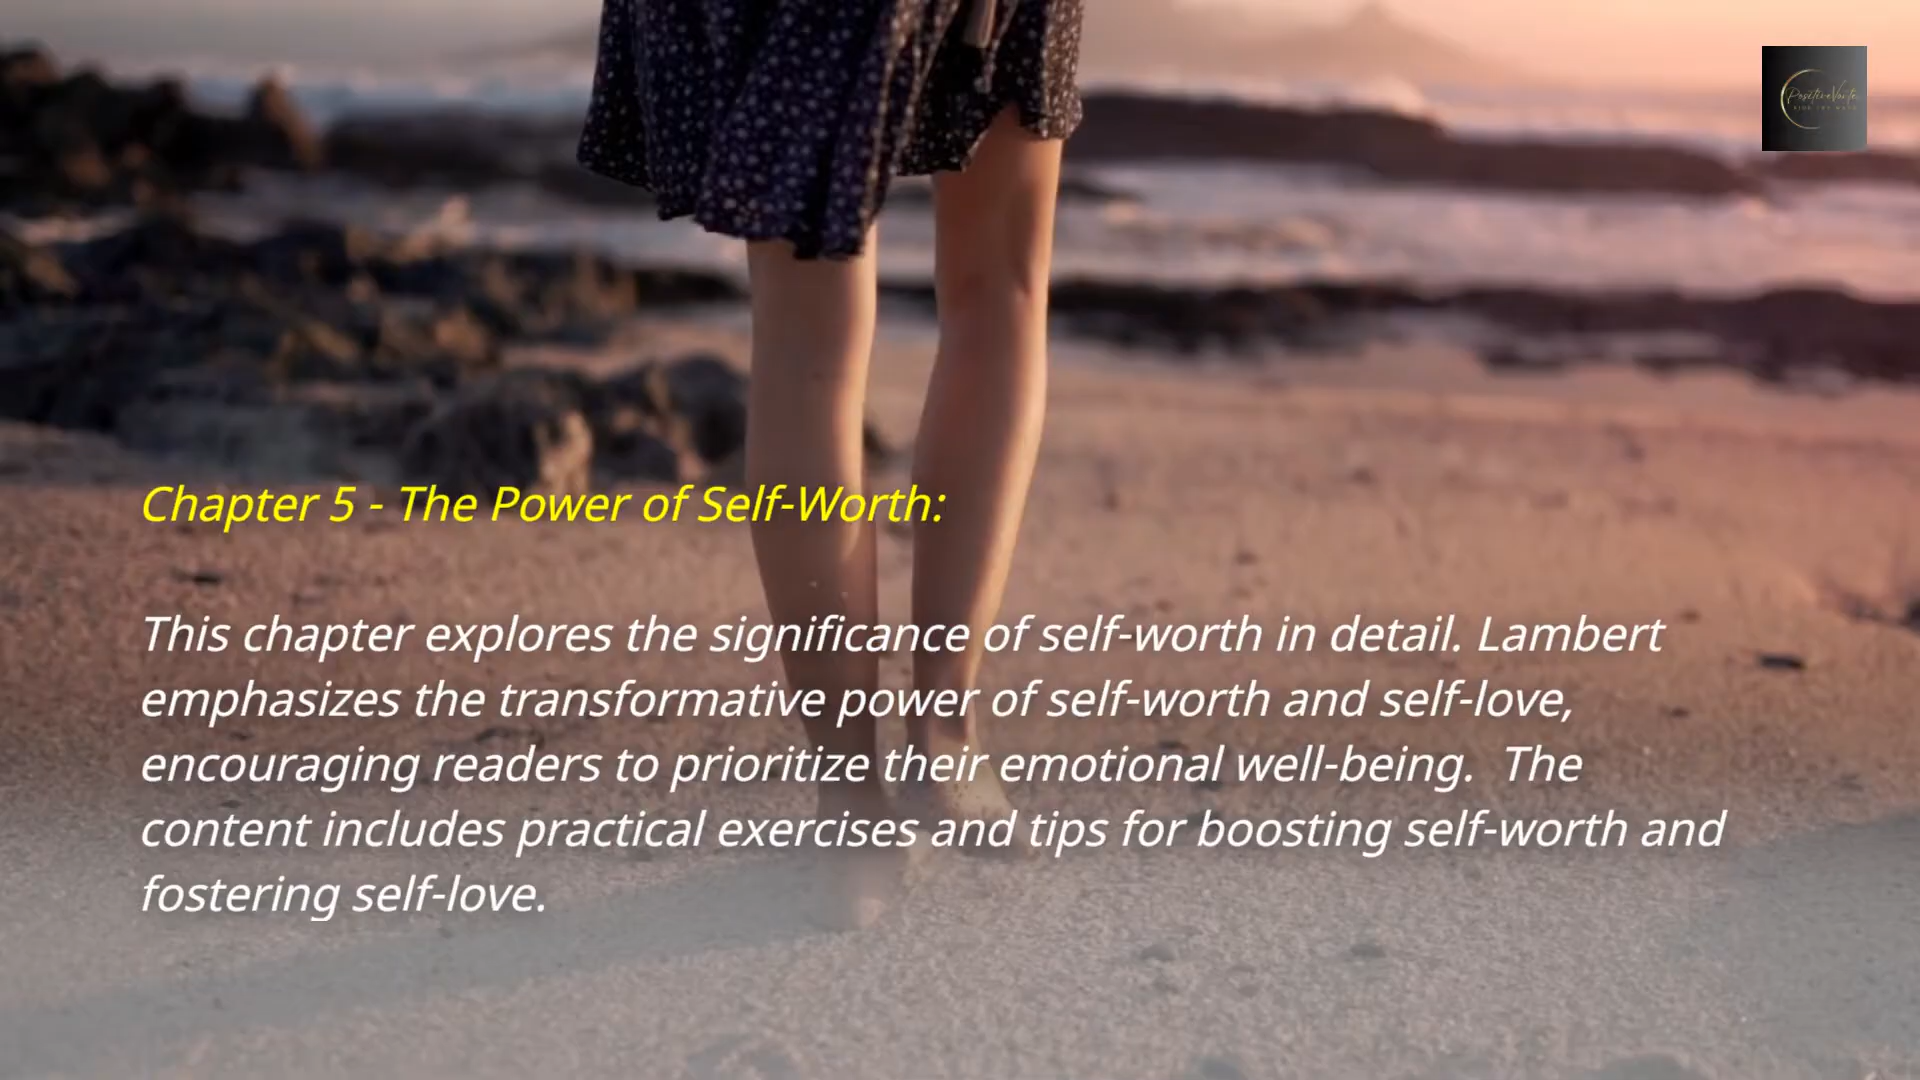 Chapter 5 - The Power of Self-Worth:
This chapter explores the significance of self-worth in detail. Lambert
emphasizes the transformative power of self-worth and self-love,
encouraging readers to prioritize their emotional well-being.  The
content includes practical exercises and tips for boosting self-worth and
fostering self-love.